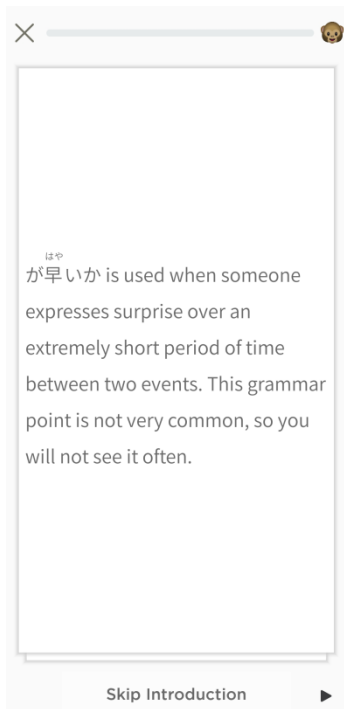 はや
が早いか is used when someone
expresses surprise over an
extremely short period of time
between two events. This grammar
point is not very common, so you
will not see it often.
Skip Introduction